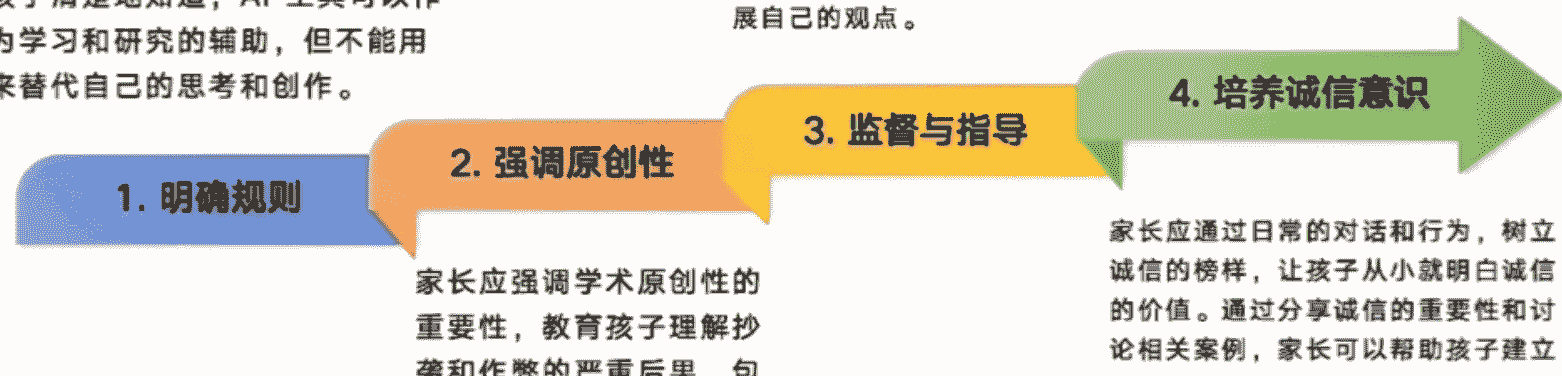 孩子清楚地知道，AI 工具可以作
为学习和研究的辅助，但不能用
来替代自己的思考和创作。
展自己的观点。
1. 明确规则
2. 强调原创性
3. 监督与指导
4. 培养诚信意识
家长应强调学术原创性的
重要性，教育孩子理解抄
袭和作弊的严重后果，包
家长应通过日常的对话和行为，树立
诚信的榜样，让孩子从小就明白诚信
的价值。通过分享诚信的重要性和讨
论相关案例，家长可以帮助孩子建立